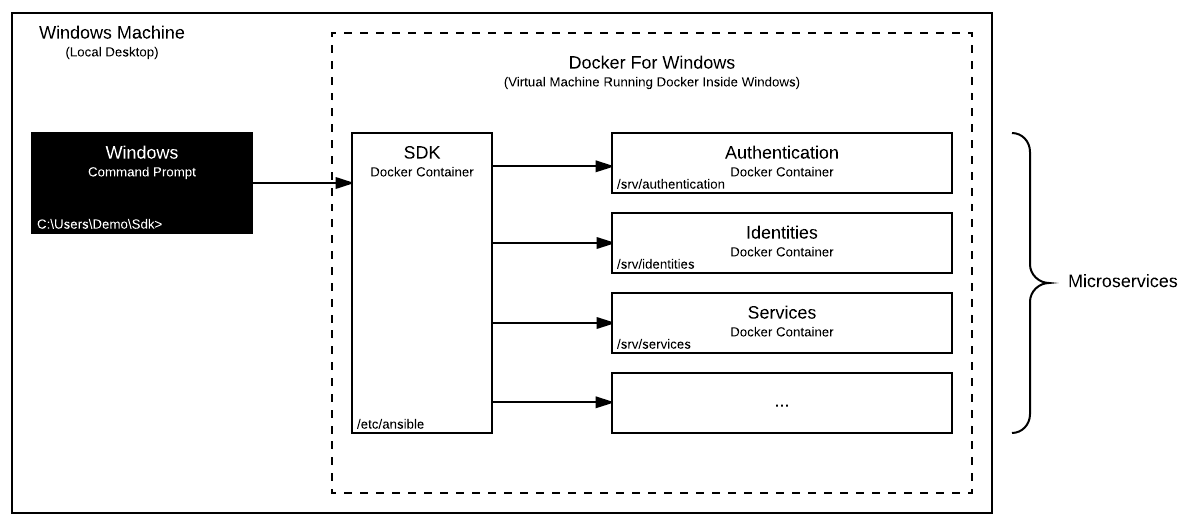 Windows Machine
(Local Desktop)
Docker For Windows
(Virtual Machine Running Docker Inside Windows)
Windows
Command Prompt
C:\Users\Demo\Sdk>
SDK
Docker Container
/etc/ansible
Authentication
Docker Container
/srv/authentication
Identities
Docker Container
/srv/identities
Services
Docker Container
/srv/services
...
Microservices